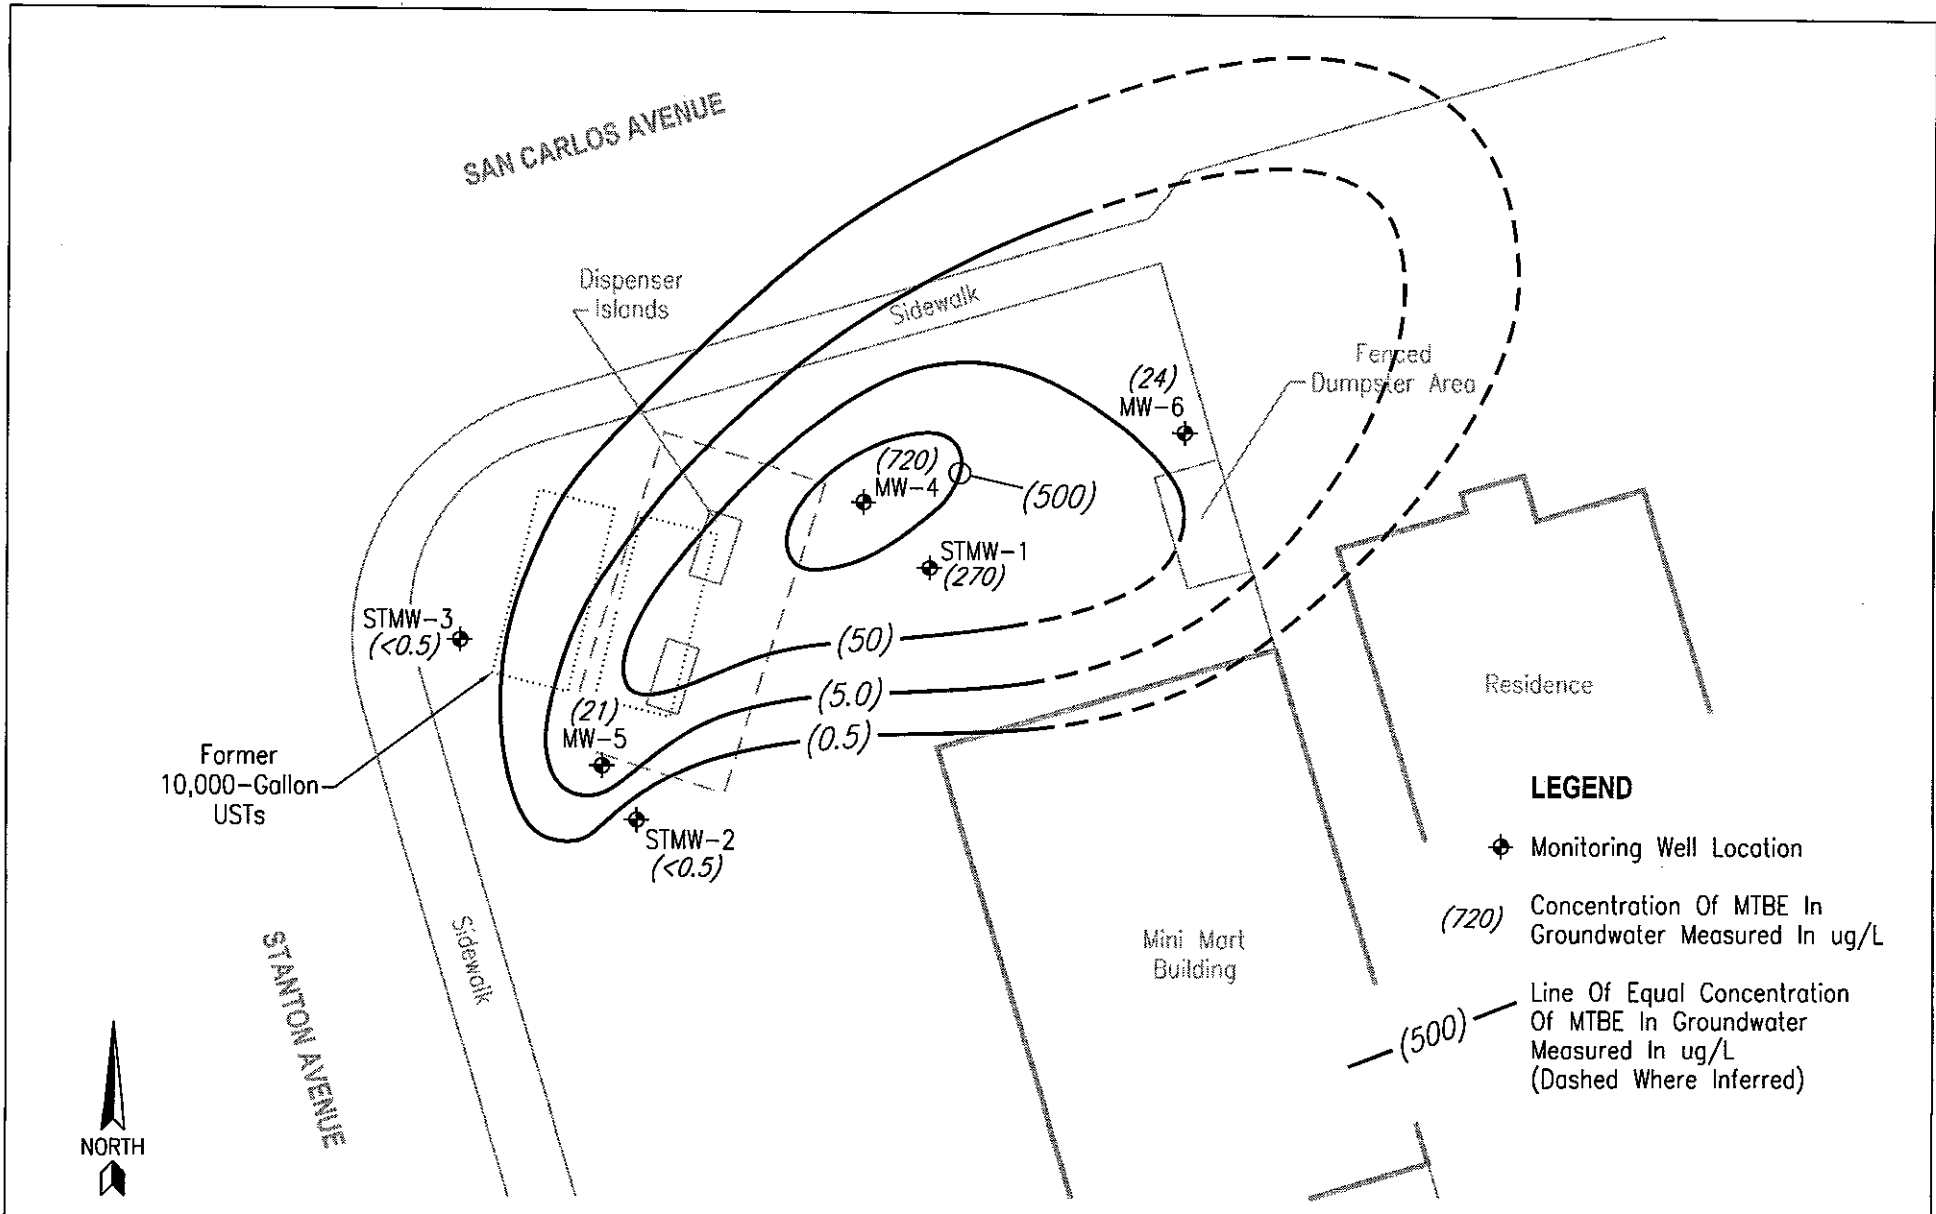 SAN CARLOS AVENUE
Dispenser
Islands
Sidewalk
Fenced
Dumpster Area
(24)
MW-6
(720)
MW-4
(500)
STMW-1
(270)
STMW-3
(<0.5)
(50)
(5.0)
(0.5)
(21)
MW-5
Residence
Former
10,000-Gallon
USTs
STMW-2
(<0.5)
Mini Mart
Building
Sidewalk
STANTON AVENUE
NORTH
LEGEND
Monitoring Well Location
(720)
Concentration Of MTBE In
Groundwater Measured In ug/L
(500)
Line Of Equal Concentration
Of MTBE In Groundwater
Measured In ug/L
(Dashed Where Inferred)